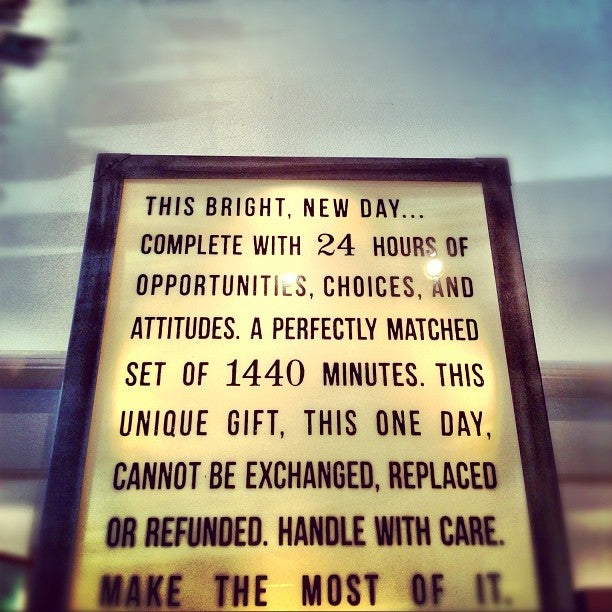 THIS BRIGHT, NEW DAY...
COMPLETE WITH 24 HOURS OF
OPPORTUNITIES, CHOICES, AND
ATTITUDES. A PERFECTLY MATCHED
SET OF 1440 MINUTES. THIS
UNIQUE GIFT, THIS ONE DAY,
CANNOT BE EXCHANGED, REPLACED
OR REFUNDED. HANDLE WITH CARE.
MAKE THE MOST OF IT.